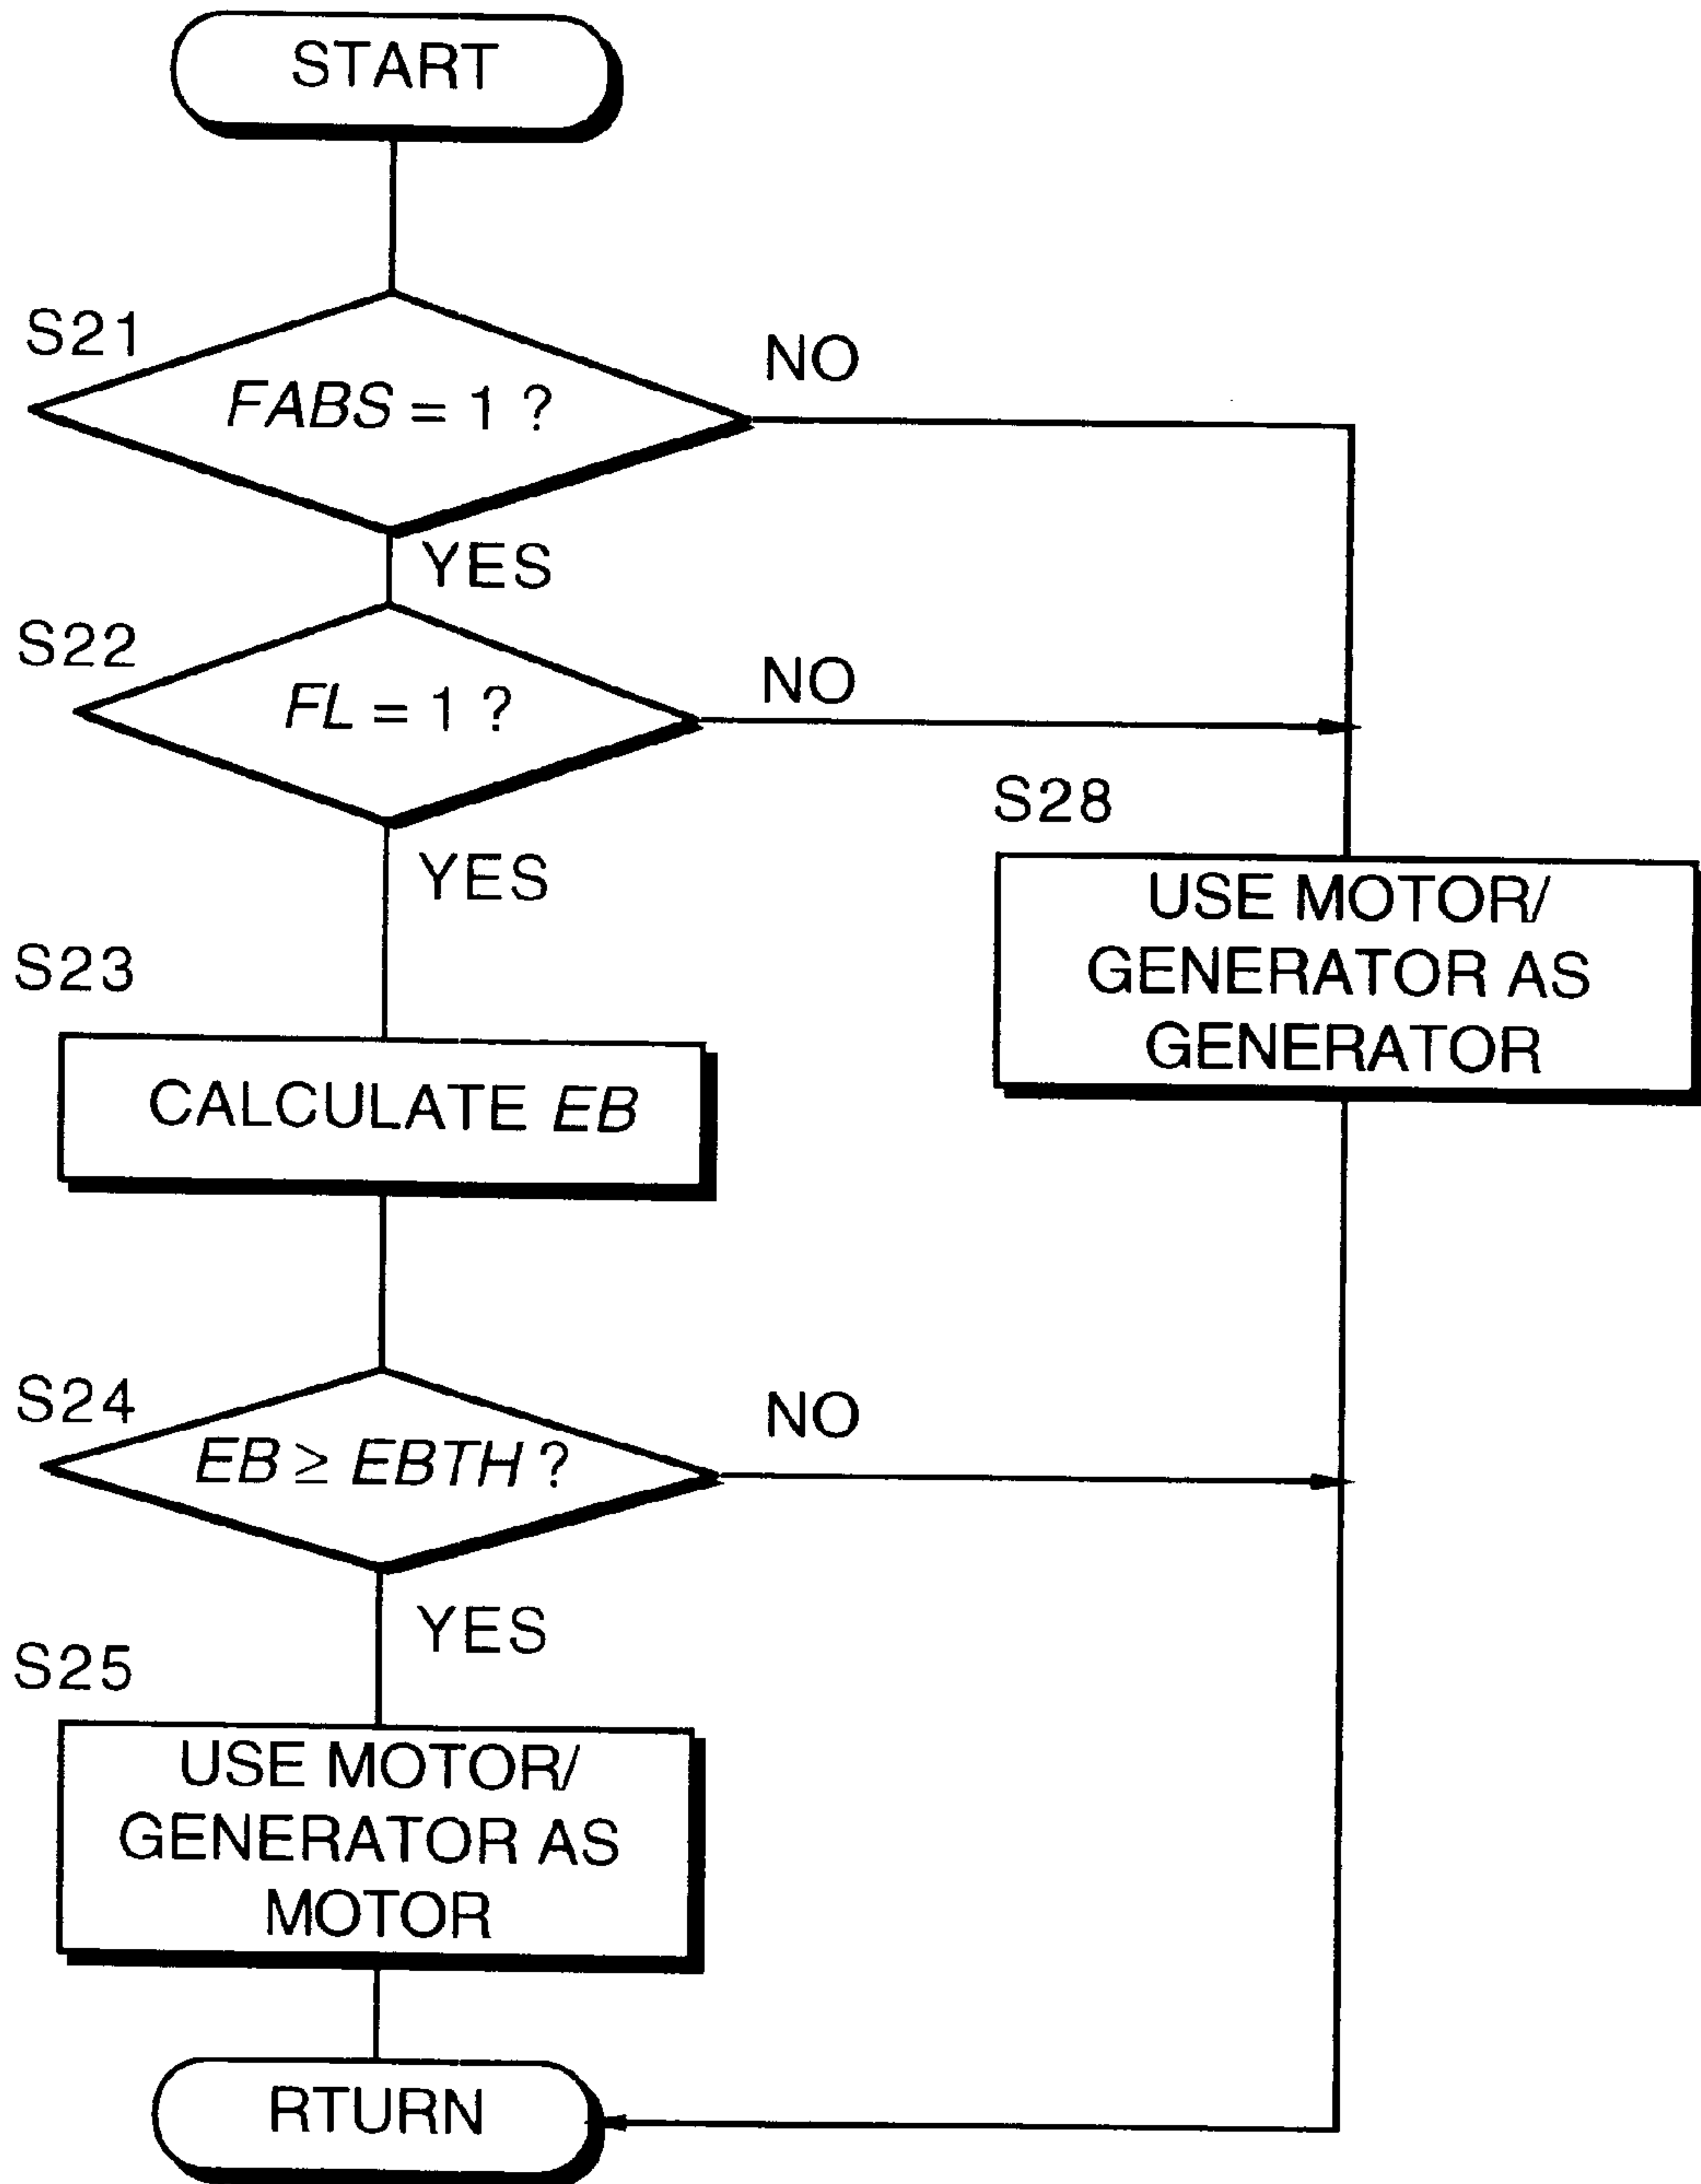 START
S21
FABS = 1 ?
NO
YES
S22
FL = 1 ?
NO
YES
S28
USE MOTOR/
GENERATOR AS
GENERATOR
S23
CALCULATE EB
S24
EB ≥ EBTH ?
NO
YES
S25
USE MOTOR/
GENERATOR AS
MOTOR
RTURN